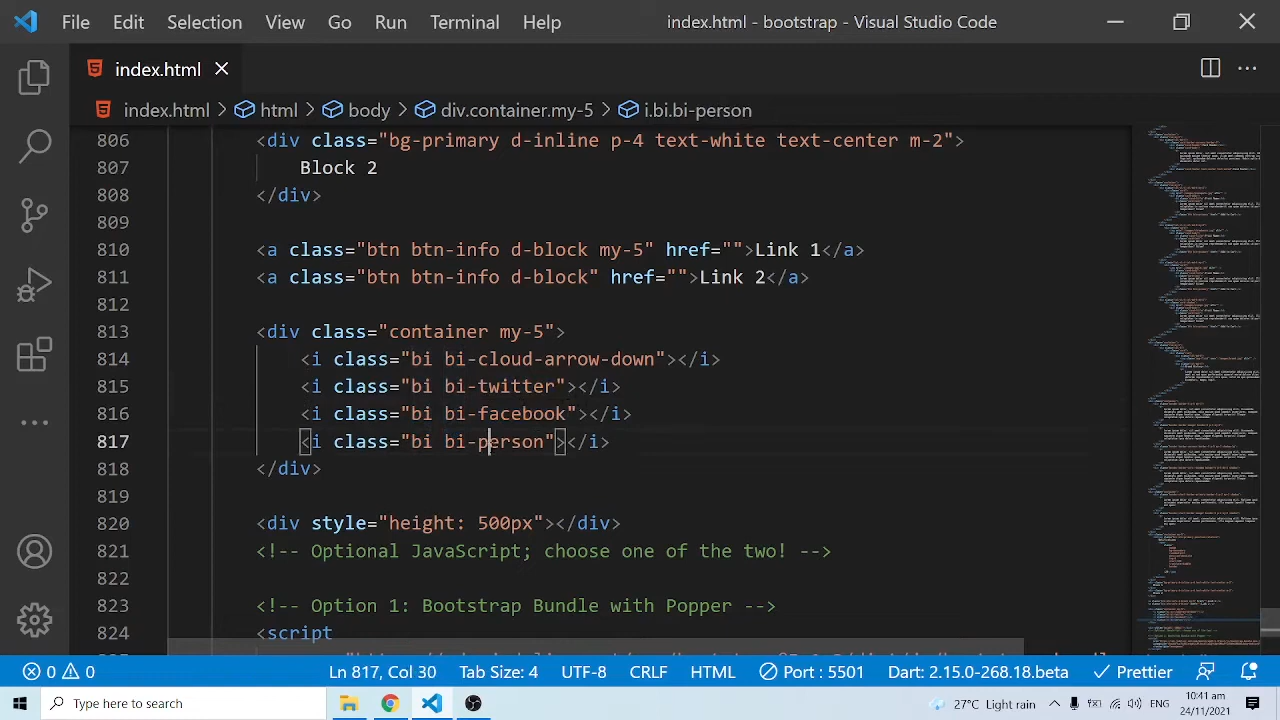 File Edit Selection View Go Run Terminal Help index.html - bootstrap - Visual Studio Code
index.html
index.html > html > body > div.container.my-5 > i.bi.bi-person
806 <div class="bg-primary d-inline p-4 text-white text-center m-2">
807 Block 2
808 </div>
809
810 <a class="btn btn-info d-block my-1" href="">Link 1</a>
811 <a class="btn btn-info d-block" href="">Link 2</a>
812
813 <div class="container my-5">
814 <i class="bi bi-cloud-arrow-down"></i>
815 <i class="bi bi-twitter"></i>
816 <i class="bi bi-facebook"></i>
817 <i class="bi bi-person"></i>
818 </div>
819
820 <div style="height: </div>
821 <!-- Optional JavaScript; choose one of the two! -->
822
823 <!-- Option 1: Bootstrap Bundle with Popper -->
824 <script
0 0 Ln 817, Col 30 Tab Size: 4 UTF-8 CRLF HTML Port : 5501 Dart: 2.15.0-268.18.beta Prettier
Type here to search 27°C Light rain 10:41 am
24/11/2021